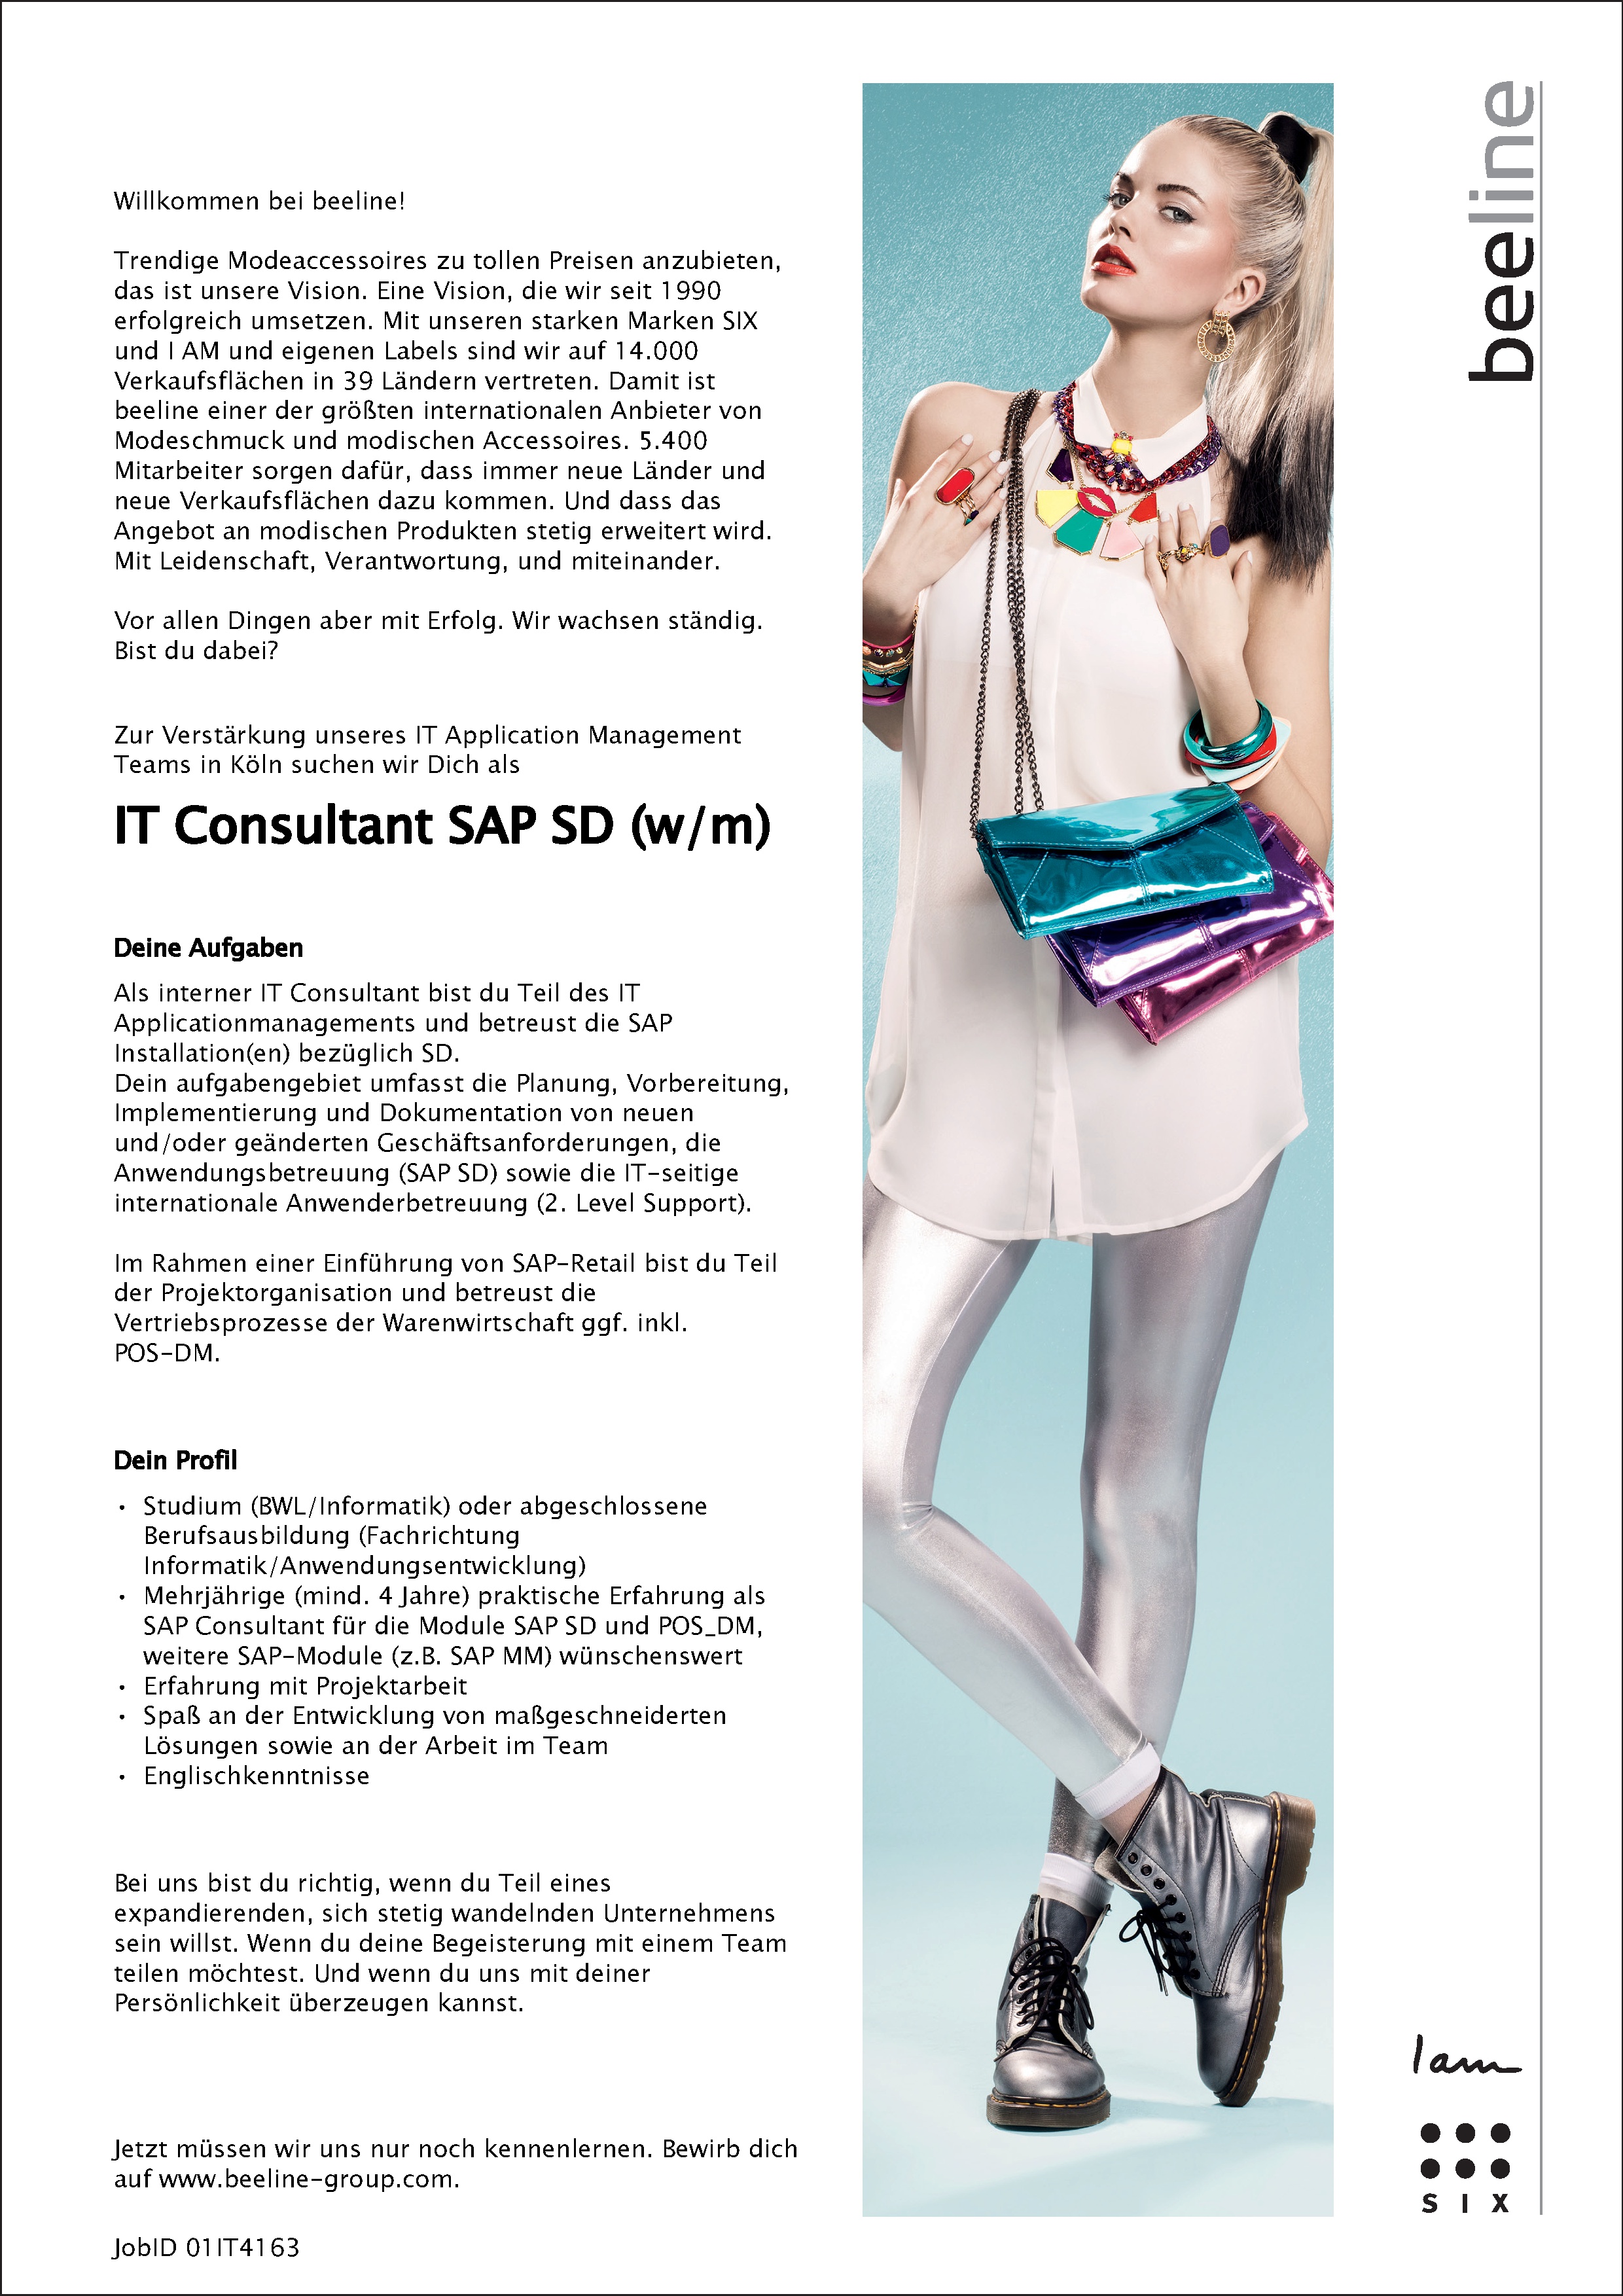 Willkommen bei beeline!
Trendige Modeaccessoires zu tollen Preisen anzubieten,
das ist unsere Vision. Eine Vision, die wir seit 1990
erfolgreich umsetzen. Mit unseren starken Marken SIX
und I AM und eigenen Labels sind wir auf 14.000
Verkaufsflächen in 39 Ländern vertreten. Damit ist
beeline einer der größten internationalen Anbieter von
Modeschmuck und modischen Accessoires. 5.400
Mitarbeiter sorgen dafür, dass immer neue Länder und
neue Verkaufsflächen dazu kommen. Und dass das
Angebot an modischen Produkten stetig erweitert wird.
Mit Leidenschaft, Verantwortung, und miteinander.
Vor allen Dingen aber mit Erfolg. Wir wachsen ständig.
Bist du dabei?
Zur Verstärkung unseres IT Application Management
Teams in Köln suchen wir Dich als
IT Consultant SAP SD (w/m)
Deine Aufgaben
Als interner IT Consultant bist du Teil des IT
Applicationmanagements und betreust die SAP
Installation(en) bezüglich SD.
Dein aufgabengebiet umfasst die Planung, Vorbereitung,
Implementierung und Dokumentation von neuen
und/oder geänderten Geschäftsanforderungen, die
Anwendungsbetreuung (SAP SD) sowie die IT-seitige
internationale Anwenderbetreuung (2. Level Support).
Im Rahmen einer Einführung von SAP-Retail bist du Teil
der Projektorganisation und betreust die
Vertriebsprozesse der Warenwirtschaft ggf. inkl.
POS-DM.
Dein Profil
• Studium (BWL/Informatik) oder abgeschlossene
Berufsausbildung (Fachrichtung
Informatik/Anwendungsentwicklung)
• Mehrjährige (mind. 4 Jahre) praktische Erfahrung als
SAP Consultant für die Module SAP SD und POS_DM,
weitere SAP-Module (z.B. SAP MM) wünschenswert
• Erfahrung mit Projektarbeit
• Spaß an der Entwicklung von maßgeschneiderten
Lösungen sowie an der Arbeit im Team
• Englischkenntnisse
Bei uns bist du richtig, wenn du Teil eines
expandierenden, sich stetig wandelnden Unternehmens
sein willst. Wenn du deine Begeisterung mit einem Team
teilen möchtest. Und wenn du uns mit deiner
Persönlichkeit überzeugen kannst.
Jetzt müssen wir uns nur noch kennenlernen. Bewirb dich
auf www.beeline-group.com.
JobID 01IT4163
beeline
I am
SIX